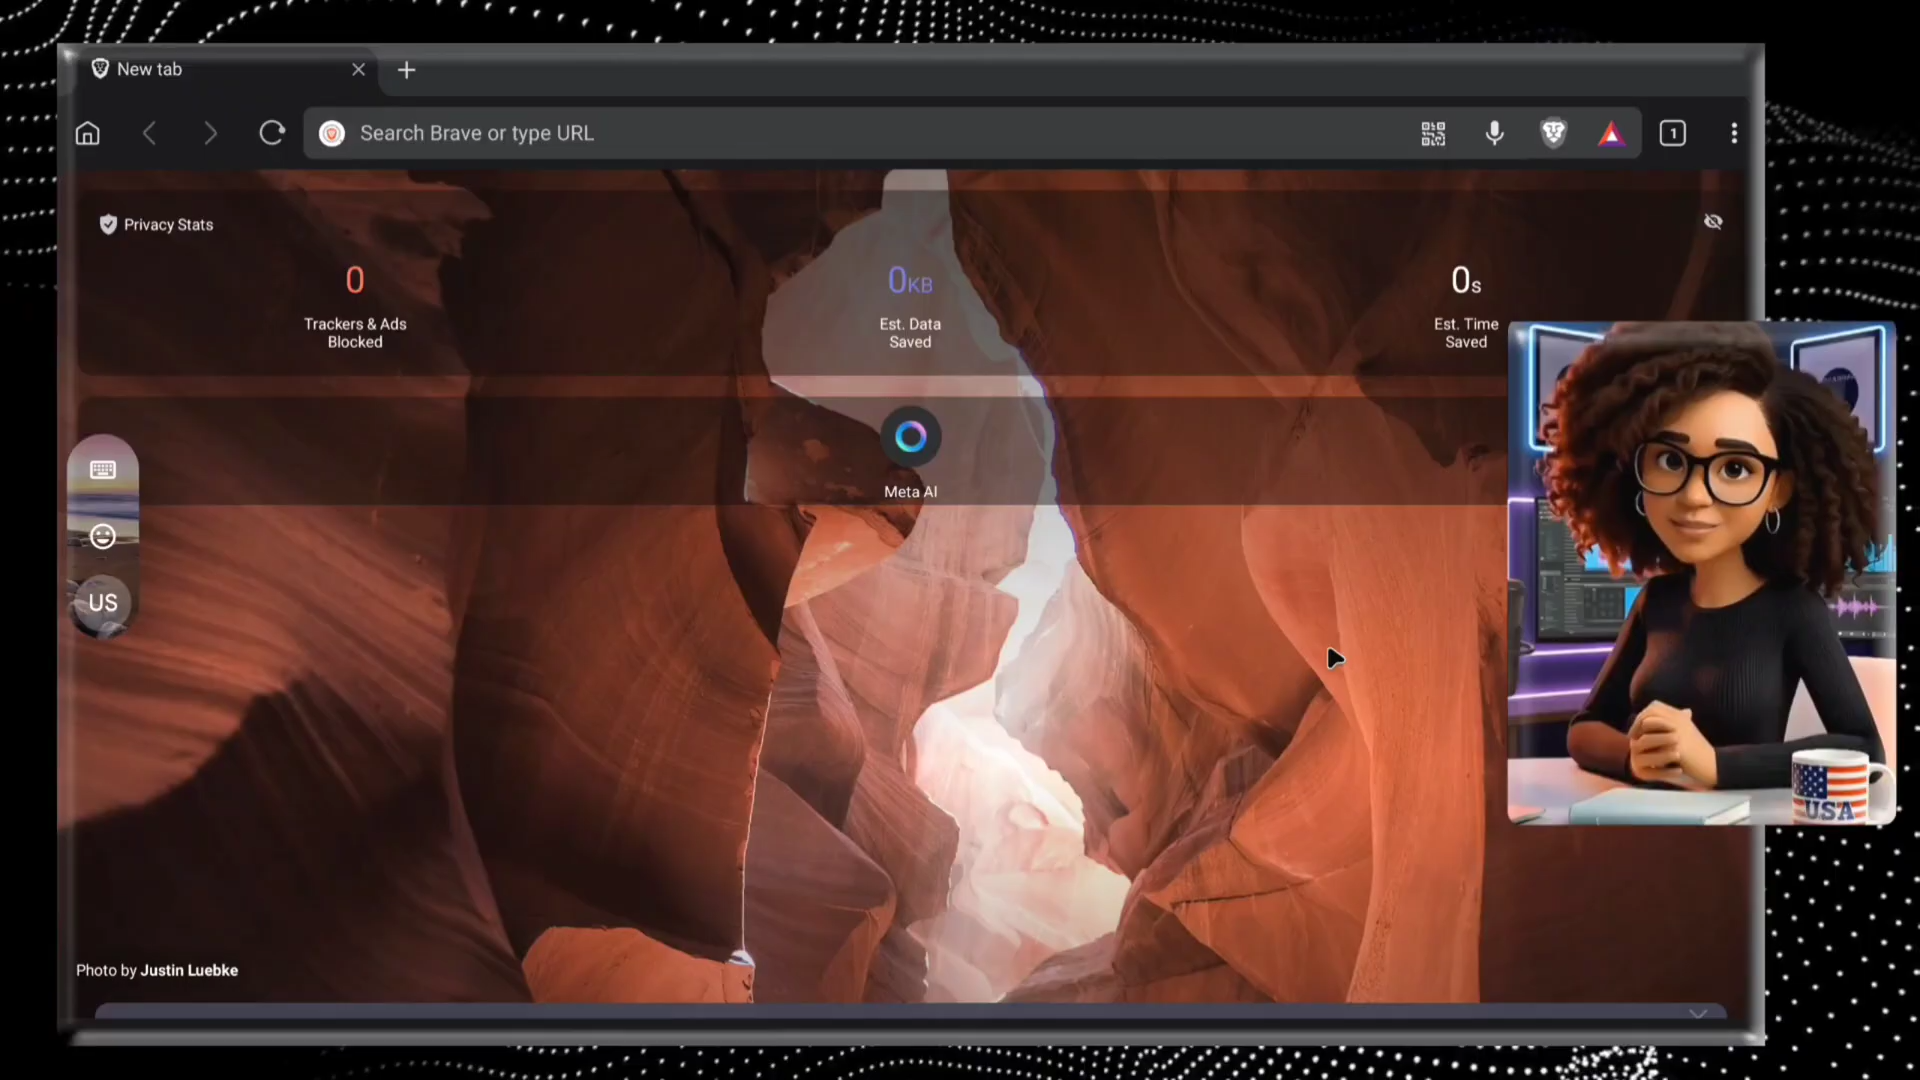 New tab
Search Brave or type URL
1
Privacy Stats
0
0KB
0s
Trackers & Ads
Blocked
Est. Data
Saved
Est. Time
Saved
Meta AI
US
USA
Photo by Justin Luebke